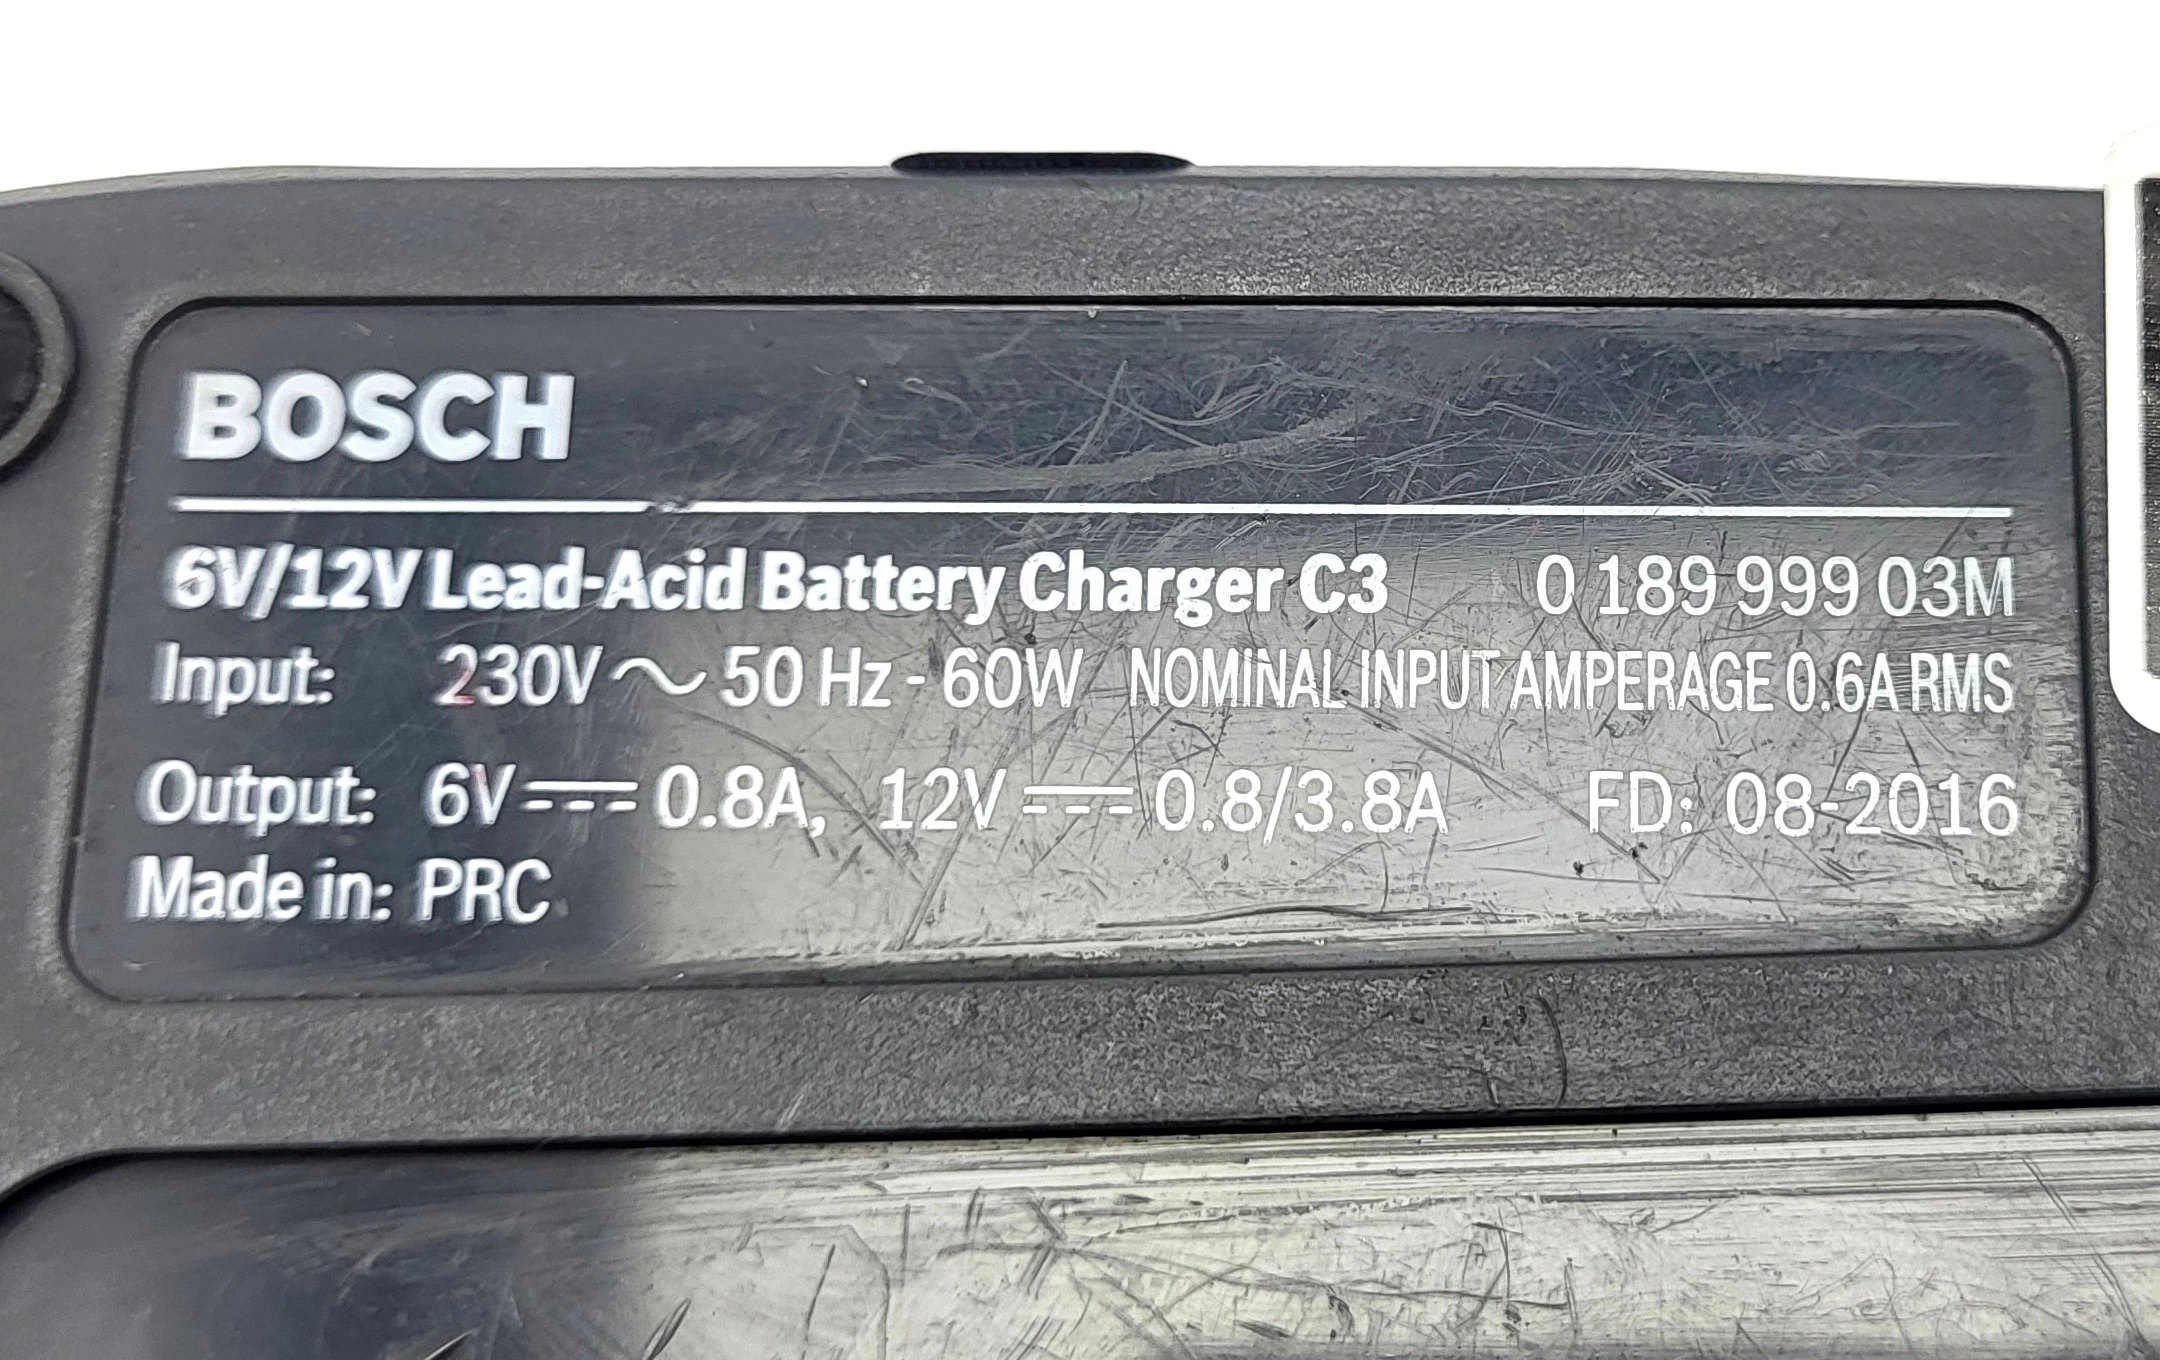 BOSCH
6V/12V Lead-Acid Battery Charger C3 0 189 999 03M
Input: 230V ~ 50 Hz - 60W NOMINAL INPUT AMPERAGE 0.6A RMS
Output: 6V ⎓ 0.8A, 12V ⎓ 0.8/3.8A FD: 08-2016
Made in: PRC